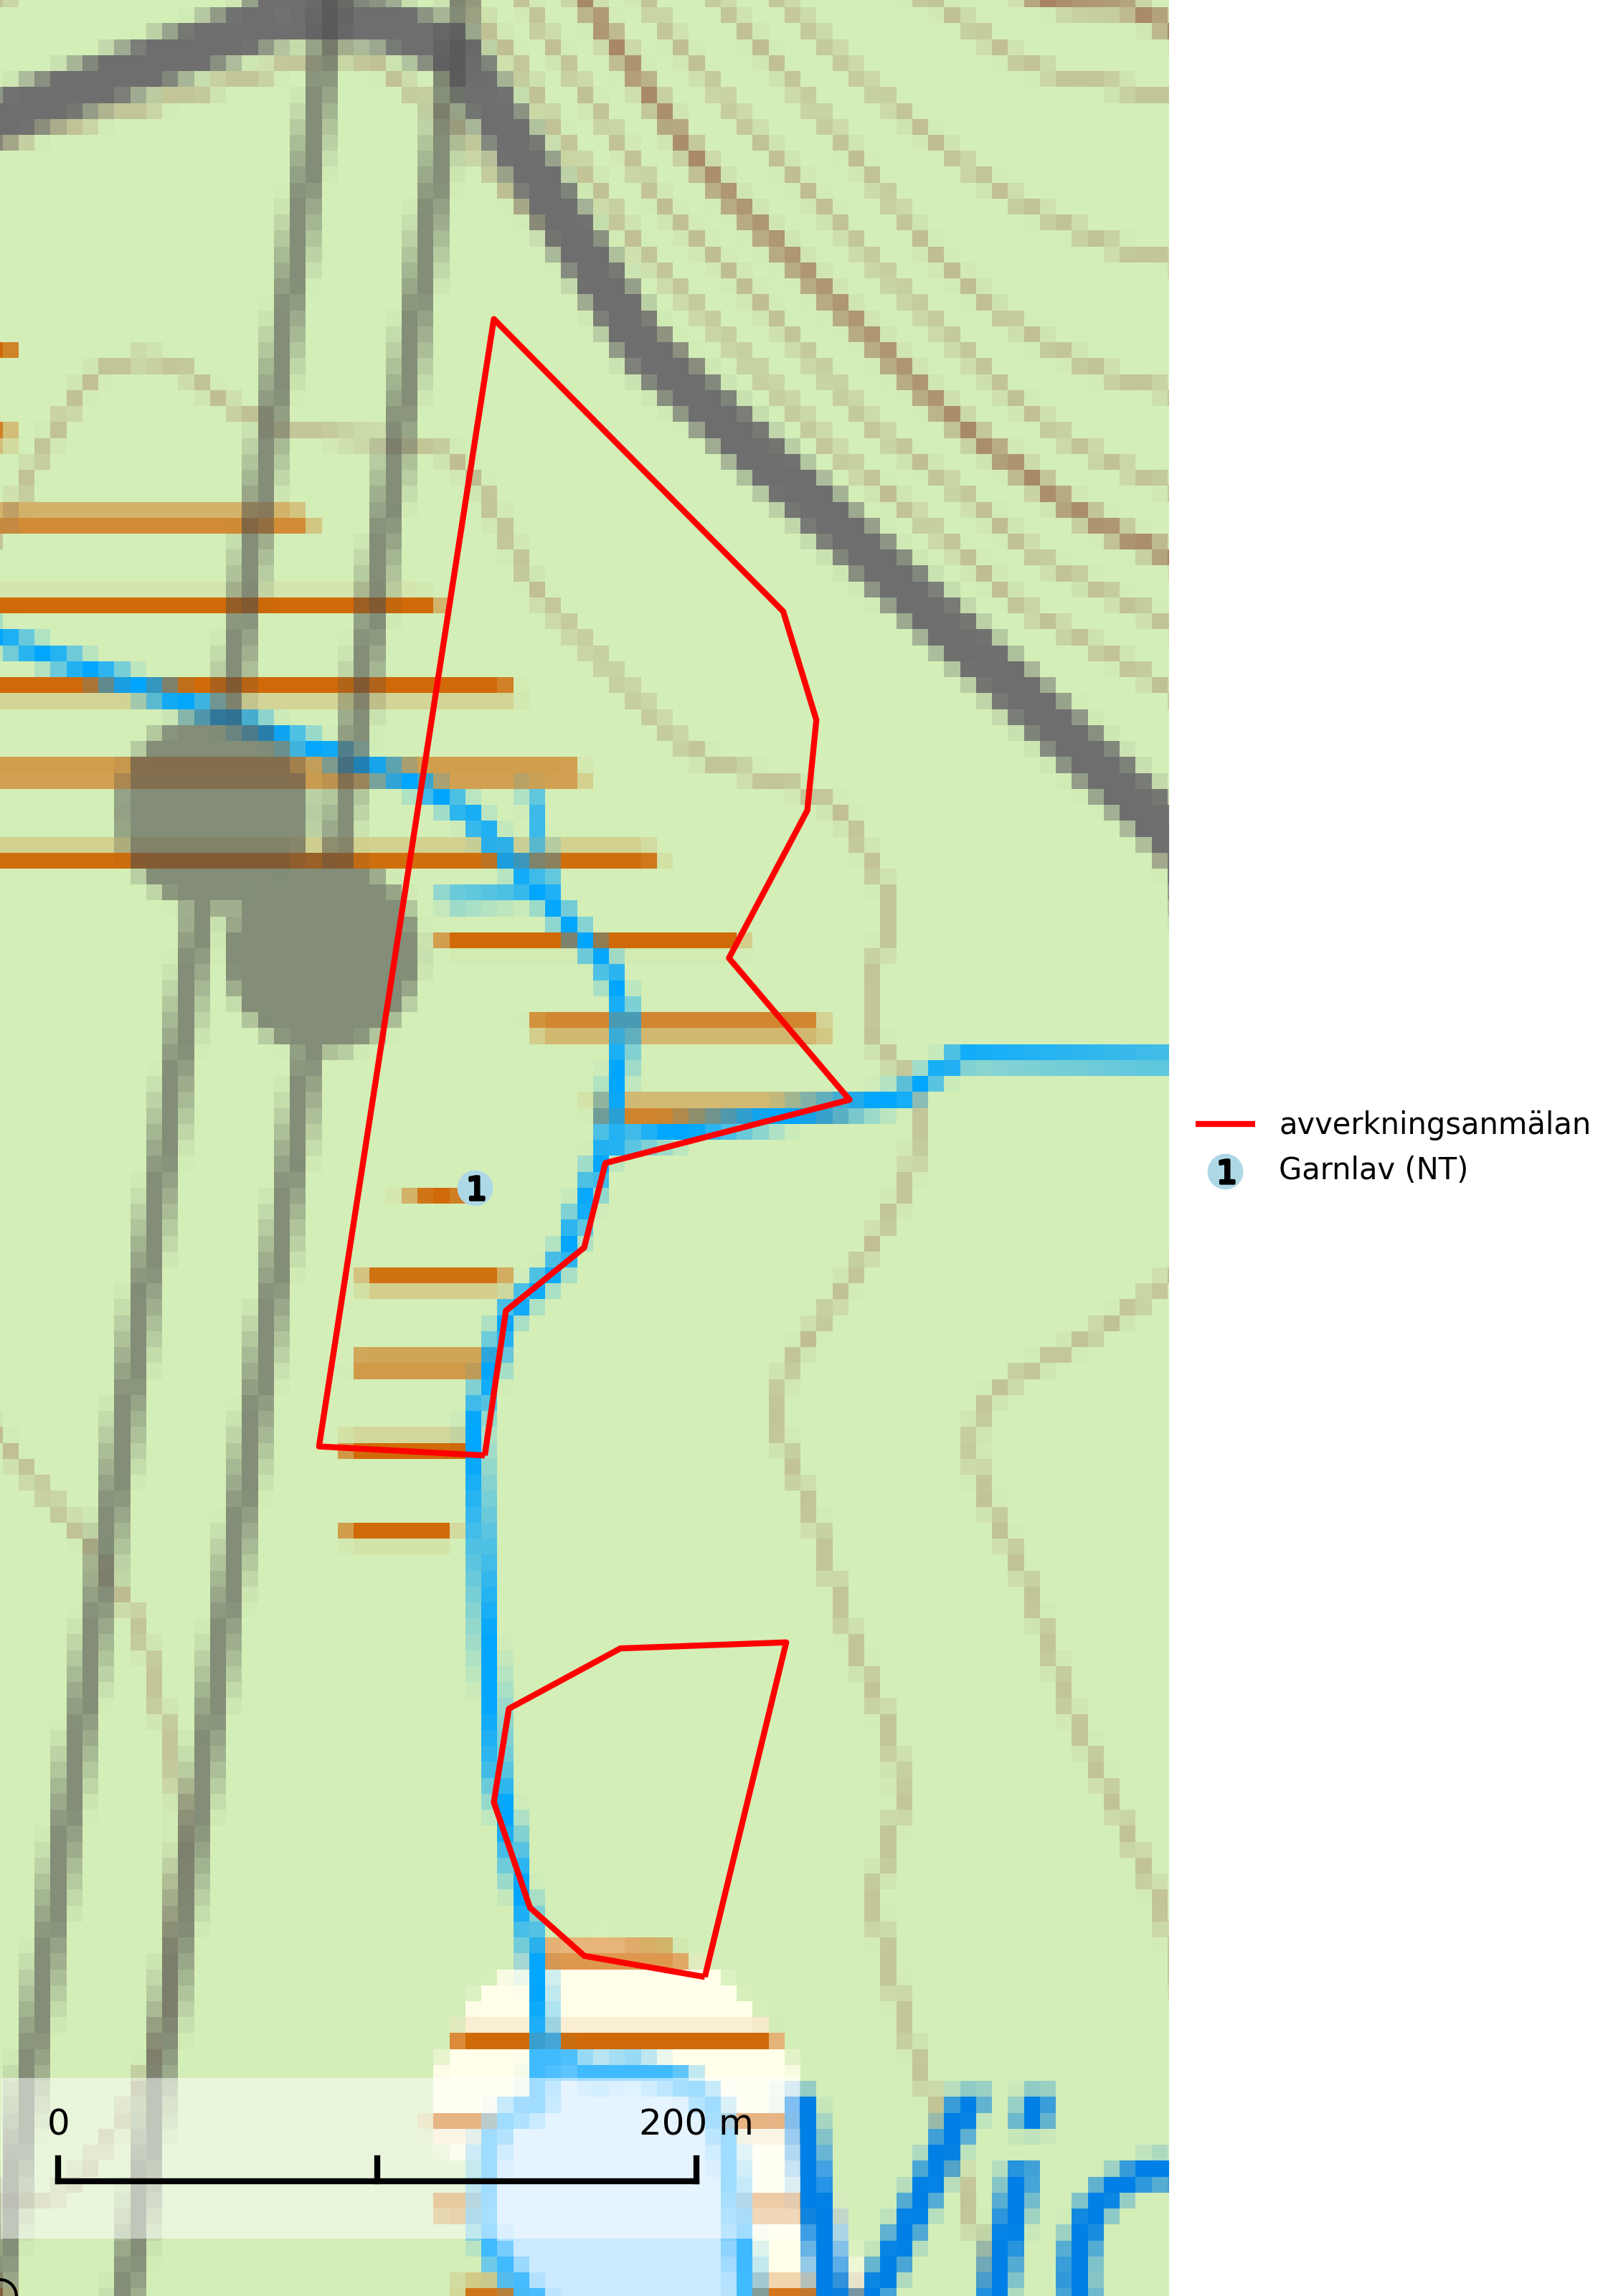 avverkningsanmälan
1 Garnlav (NT)
1
0 200 m